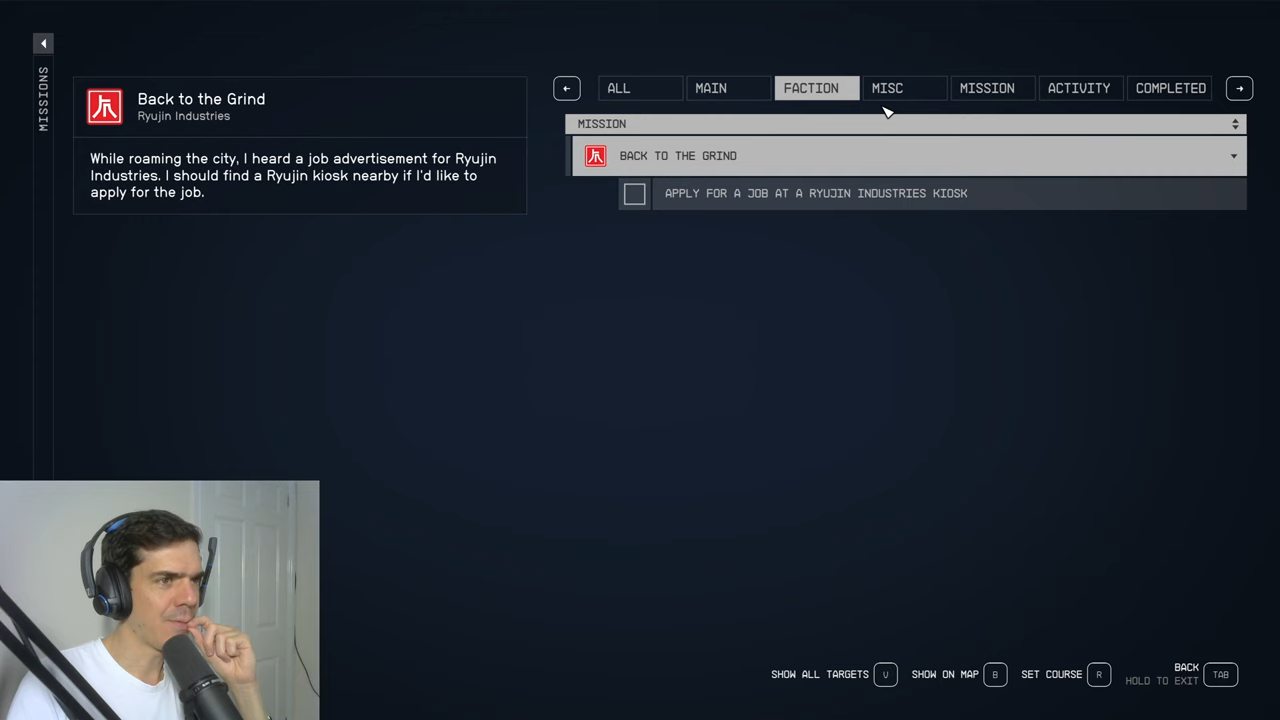 MISSIONS
Back to the Grind
Ryujin Industries
While roaming the city, I heard a job advertisement for Ryujin
Industries. I should find a Ryujin kiosk nearby if I'd like to
apply for the job.
ALL MAIN FACTION MISC MISSION ACTIVITY COMPLETED
MISSION
BACK TO THE GRIND
APPLY FOR A JOB AT A RYUJIN INDUSTRIES KIOSK
SHOW ALL TARGETS V SHOW ON MAP B SET COURSE R BACK TAB
HOLD TO EXIT